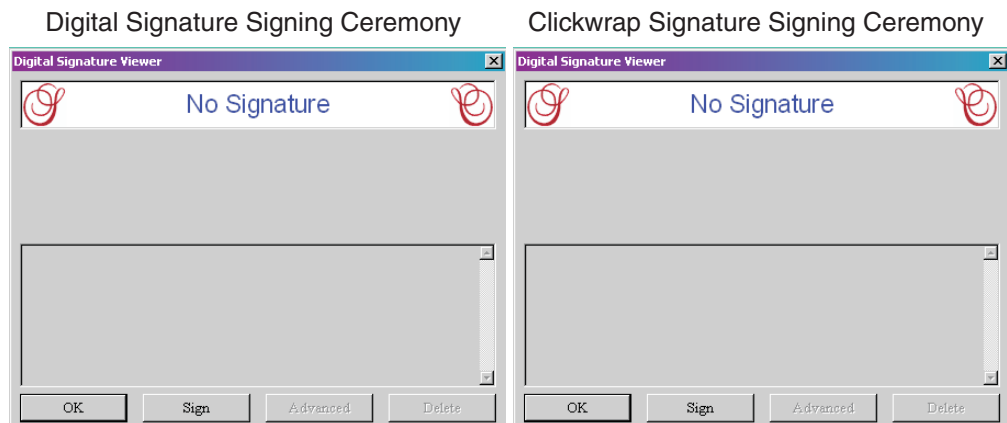 Digital Signature Signing Ceremony
Clickwrap Signature Signing Ceremony
Digital Signature Viewer
No Signature
OK Sign Advanced Delete
Digital Signature Viewer
No Signature
OK Sign Advanced Delete